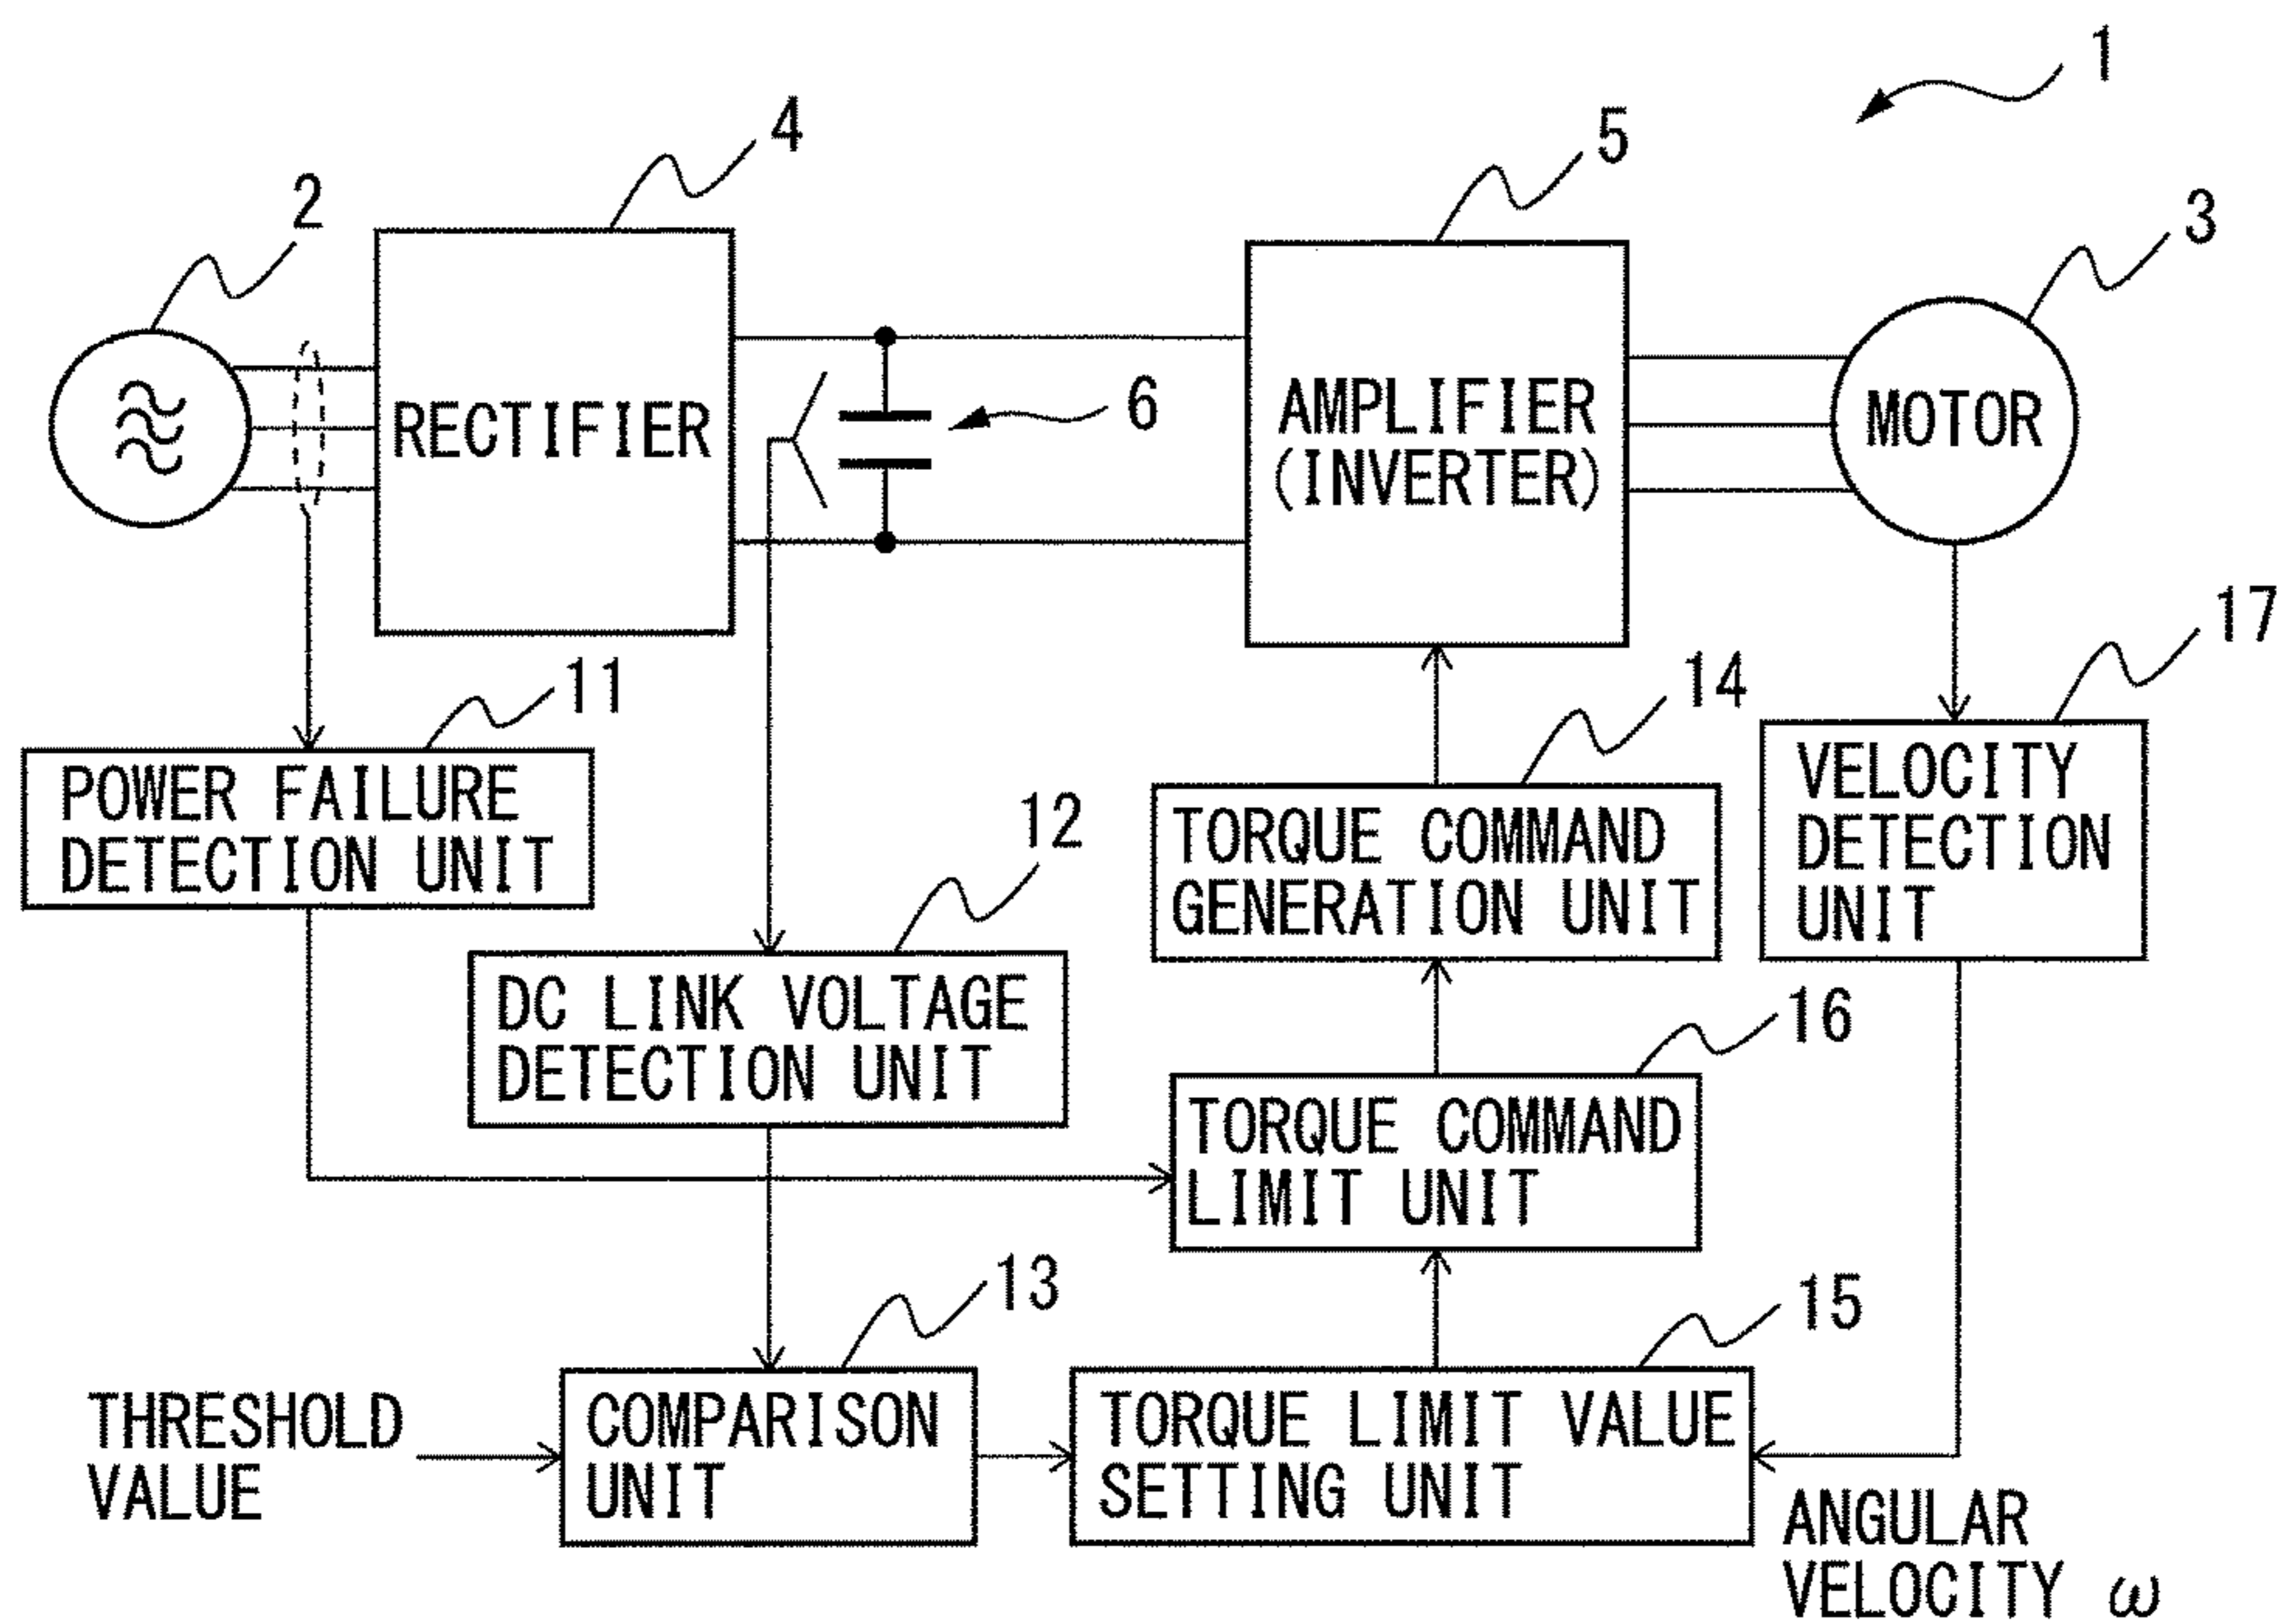 1
4
5
2
3
RECTIFIER
6
AMPLIFIER
(INVERTER)
MOTOR
17
11
14
POWER FAILURE
DETECTION UNIT
VELOCITY
DETECTION
UNIT
12
TORQUE COMMAND
GENERATION UNIT
DC LINK VOLTAGE
DETECTION UNIT
16
TORQUE COMMAND
LIMIT UNIT
13
15
THRESHOLD
VALUE
COMPARISON
UNIT
TORQUE LIMIT VALUE
SETTING UNIT
ANGULAR
VELOCITY ω